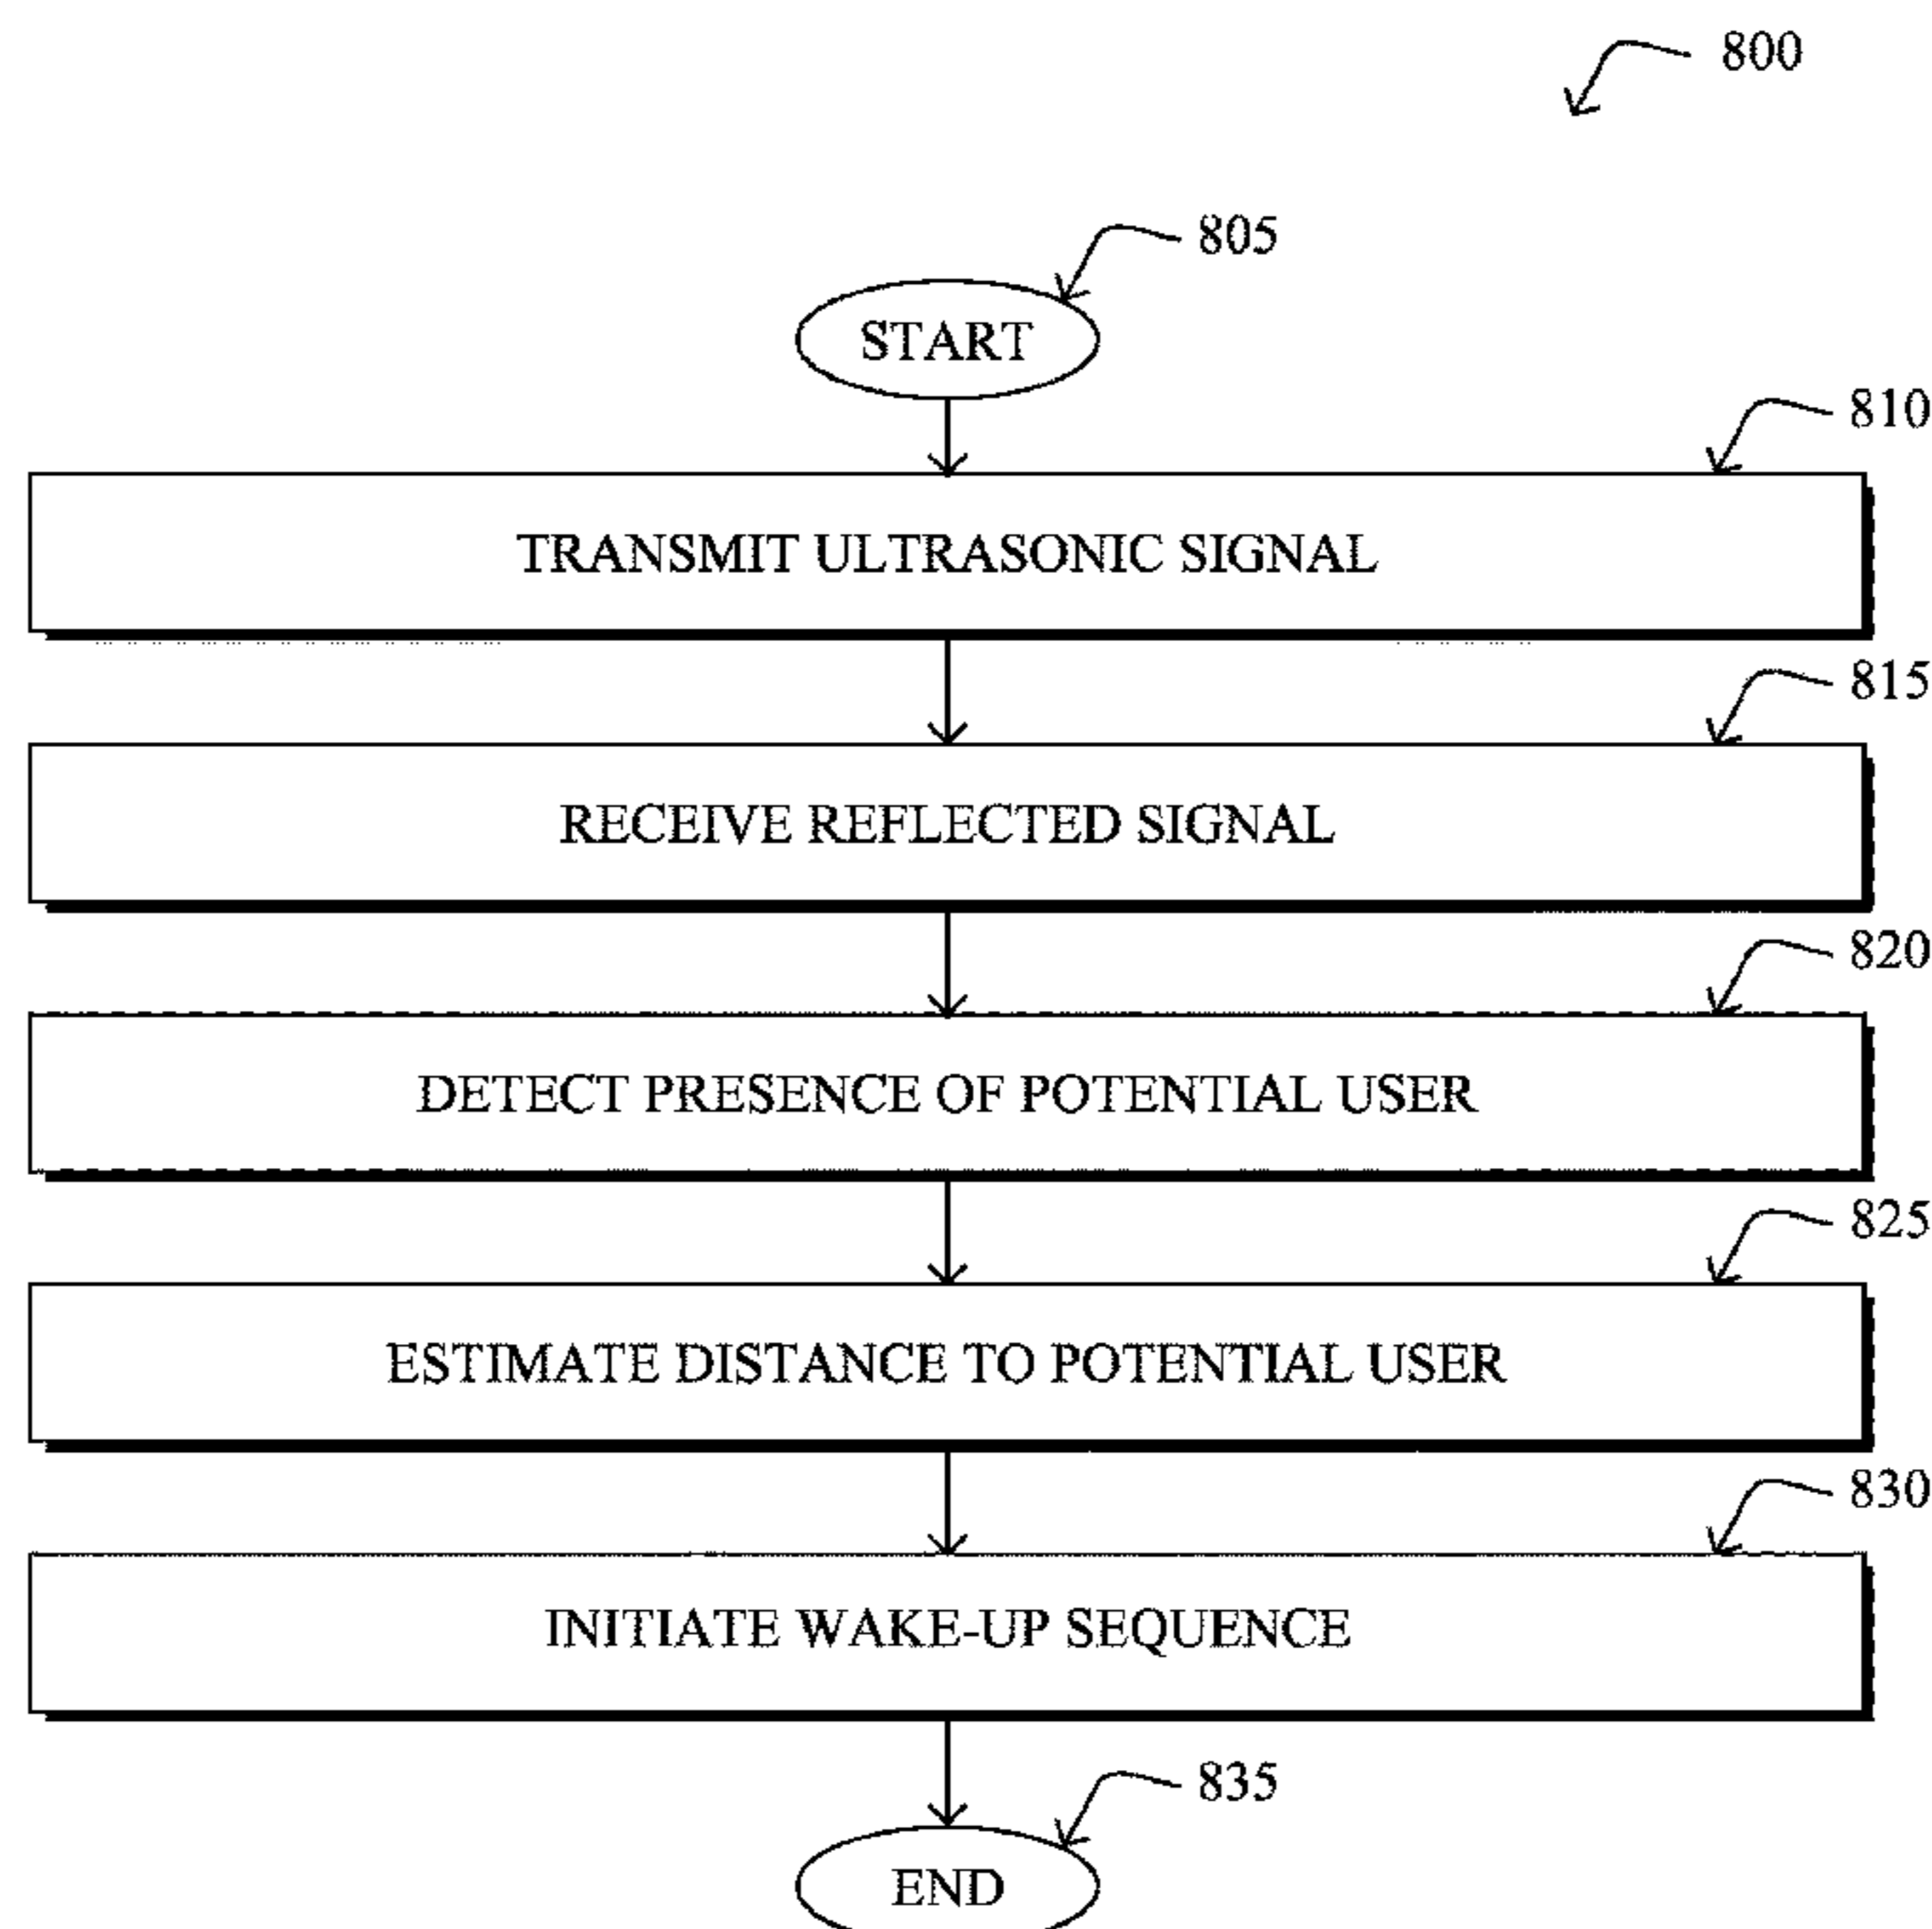 800
805
START
810
TRANSMIT ULTRASONIC SIGNAL
815
RECEIVE REFLECTED SIGNAL
820
DETECT PRESENCE OF POTENTIAL USER
825
ESTIMATE DISTANCE TO POTENTIAL USER
830
INITIATE WAKE-UP SEQUENCE
835
END